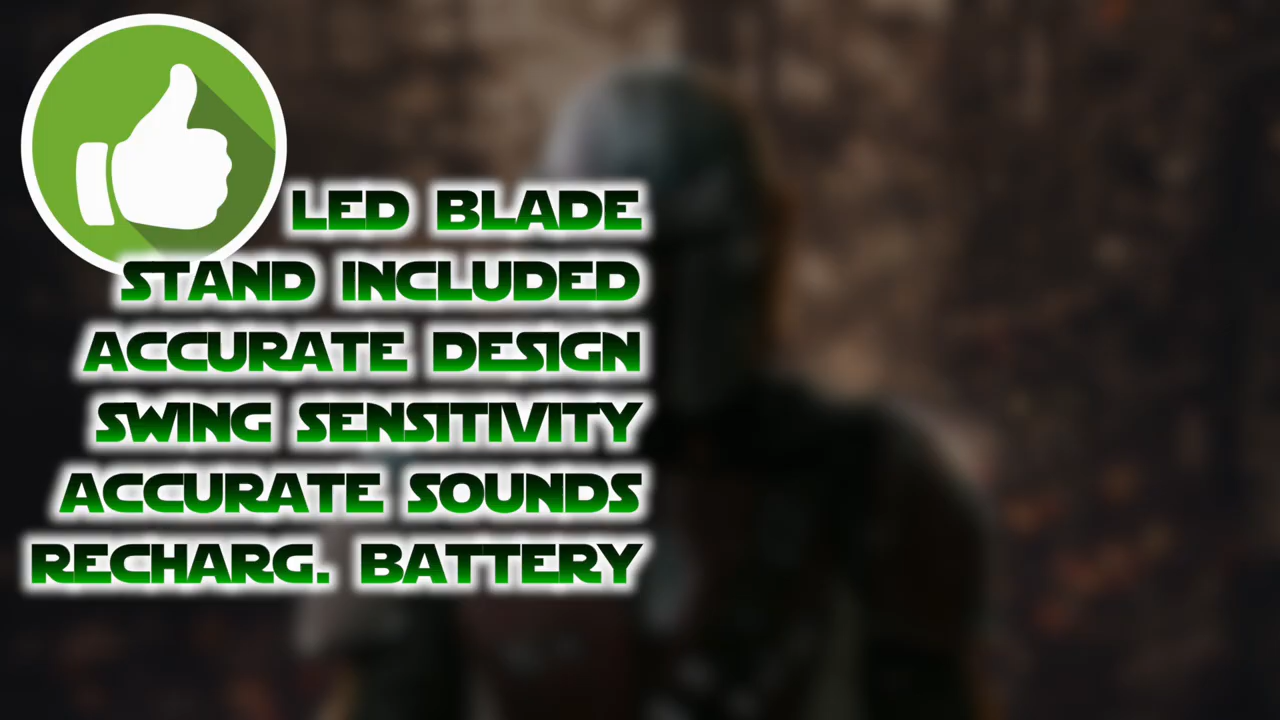 LED BLADE
STAND INCLUDED
ACCURATE DESIGN
SWING SENSITIVITY
ACCURATE SOUNDS
RECHARG. BATTERY